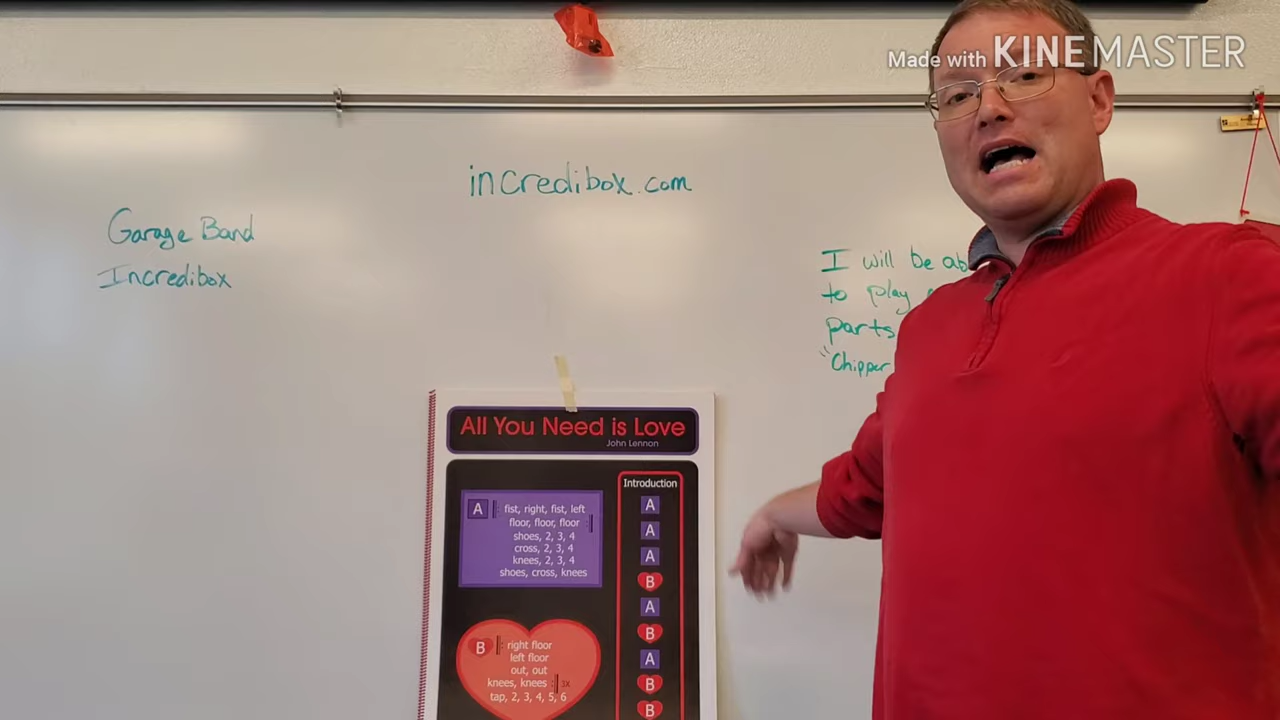 Made with KINEMASTER
incredibox.com
Garage Band
Incredibox
I will be
to play
parts
"Chipper
All You Need is Love
John Lennon
A fist, right, fist, left
floor, floor, floor
shoes, 2, 3, 4
cross, 2, 3, 4
knees, 2, 3, 4
shoes, cross, knees
B right floor
left floor
out, out
knees, knees 3X
tap, 2, 3, 4, 5, 6
Introduction
A
A
A
B
A
B
A
B
B